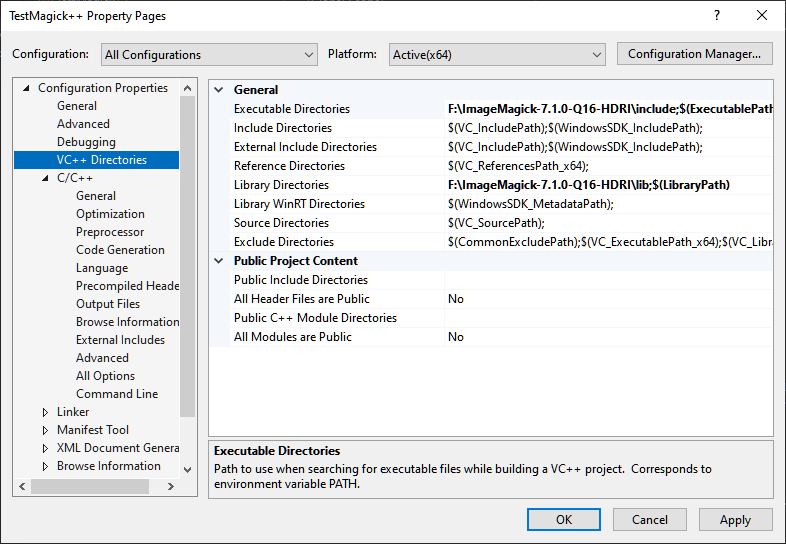 TestMagick++ Property Pages
Configuration: All Configurations Platform: Active(x64) Configuration Manager...
Configuration Properties
General
Advanced
Debugging
VC++ Directories
C/C++
General
Optimization
Preprocessor
Code Generation
Language
Precompiled Heade
Output Files
Browse Information
External Includes
Advanced
All Options
Command Line
Linker
Manifest Tool
XML Document Genera
Browse Information
General
Executable Directories F:\ImageMagick-7.1.0-Q16-HDRI\include;$(ExecutablePath
Include Directories $(VC_IncludePath);$(WindowsSDK_IncludePath);
External Include Directories $(VC_IncludePath);$(WindowsSDK_IncludePath);
Reference Directories $(VC_ReferencesPath_x64);
Library Directories F:\ImageMagick-7.1.0-Q16-HDRI\lib;$(LibraryPath)
Library WinRT Directories $(WindowsSDK_MetadataPath);
Source Directories $(VC_SourcePath);
Exclude Directories $(CommonExcludePath);$(VC_ExecutablePath_x64);$(VC_Libra
Public Project Content
Public Include Directories
All Header Files are Public No
Public C++ Module Directories
All Modules are Public No
Executable Directories
Path to use when searching for executable files while building a VC++ project. Corresponds to
environment variable PATH.
OK Cancel Apply